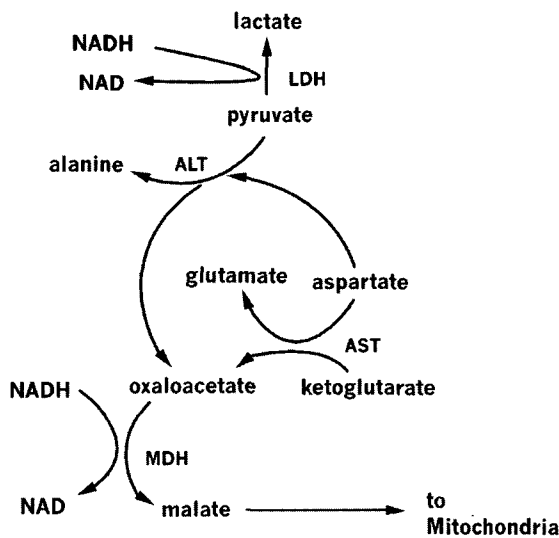 lactate
NADH
NAD
LDH
pyruvate
alanine
ALT
glutamate
aspartate
AST
oxaloacetate
ketoglutarate
NADH
MDH
NAD
malate
to
Mitochondria